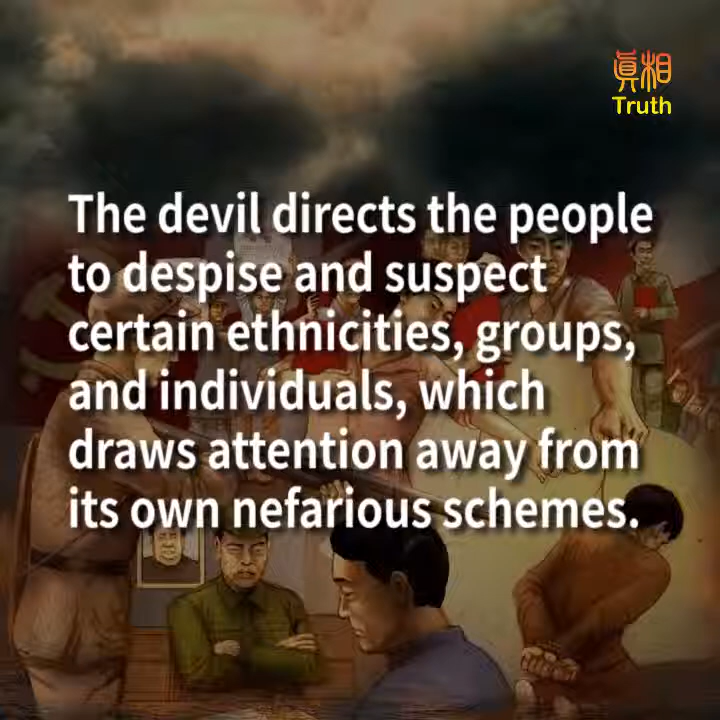 眞相
Truth
The devil directs the people
to despise and suspect
certain ethnicities, groups,
and individuals, which
draws attention away from
its own nefarious schemes.